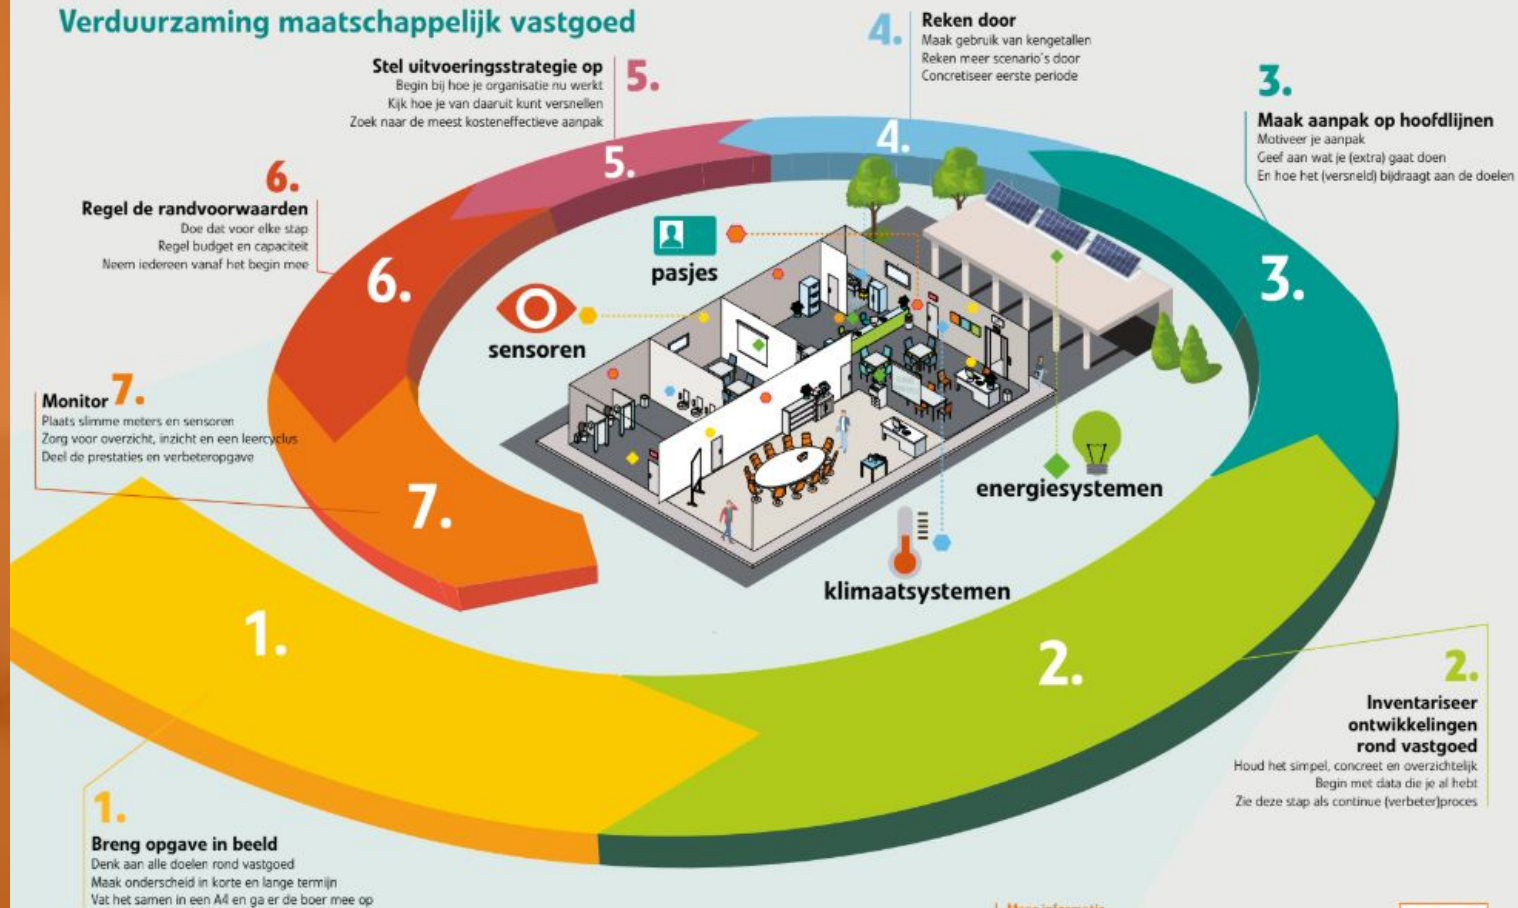 Verduurzaming maatschappelijk vastgoed
1.
Breng opgave in beeld
Denk aan alle doelen rond vastgoed
Maak onderscheid in korte en lange termijn
Vat het samen in een A4 en ga er de boer mee op
2.
Inventariseer
ontwikkelingen
rond vastgoed
Houd het simpel, concreet en overzichtelijk
Begin met data die je al hebt
Zie deze stap als continue (verbeter)proces
3.
Maak aanpak op hoofdlijnen
Motiveer je aanpak
Geef aan wat je (extra) gaat doen
En hoe het (versneld) bijdraagt aan de doelen
4.
Reken door
Maak gebruik van kengetallen
Reken meer scenario's door
Concretiseer eerste periode
5.
Stel uitvoeringsstrategie op
Begin bij hoe je organisatie nu werkt
Kijk hoe je van daaruit kunt versnellen
Zoek naar de meest kosteneffectieve aanpak
6.
Regel de randvoorwaarden
Doe dat voor elke stap
Regel budget en capaciteit
Neem iedereen vanaf het begin mee
Monitor 7.
Plaats slimme meters en sensoren
Zorg voor overzicht, inzicht en een leercyclus
Deel de prestaties en verbeteropgave
1.
2.
3.
4.
5.
6.
7.
pasjes
sensoren
energiesystemen
klimaatsystemen
Meer informatie